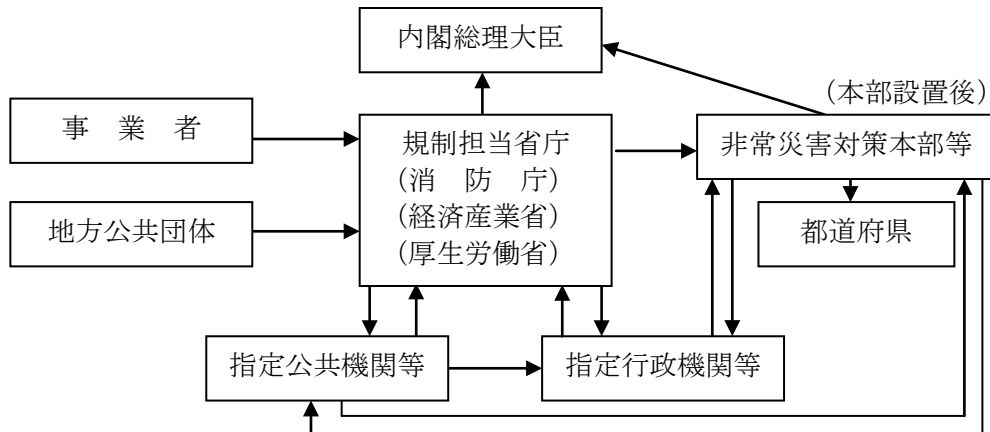 内閣総理大臣
(本部設置後)
事 業 者
規制担当省庁
(消 防 庁)
(経済産業省)
(厚生労働省)
非常災害対策本部等
地方公共団体
都道府県
指定公共機関等
指定行政機関等